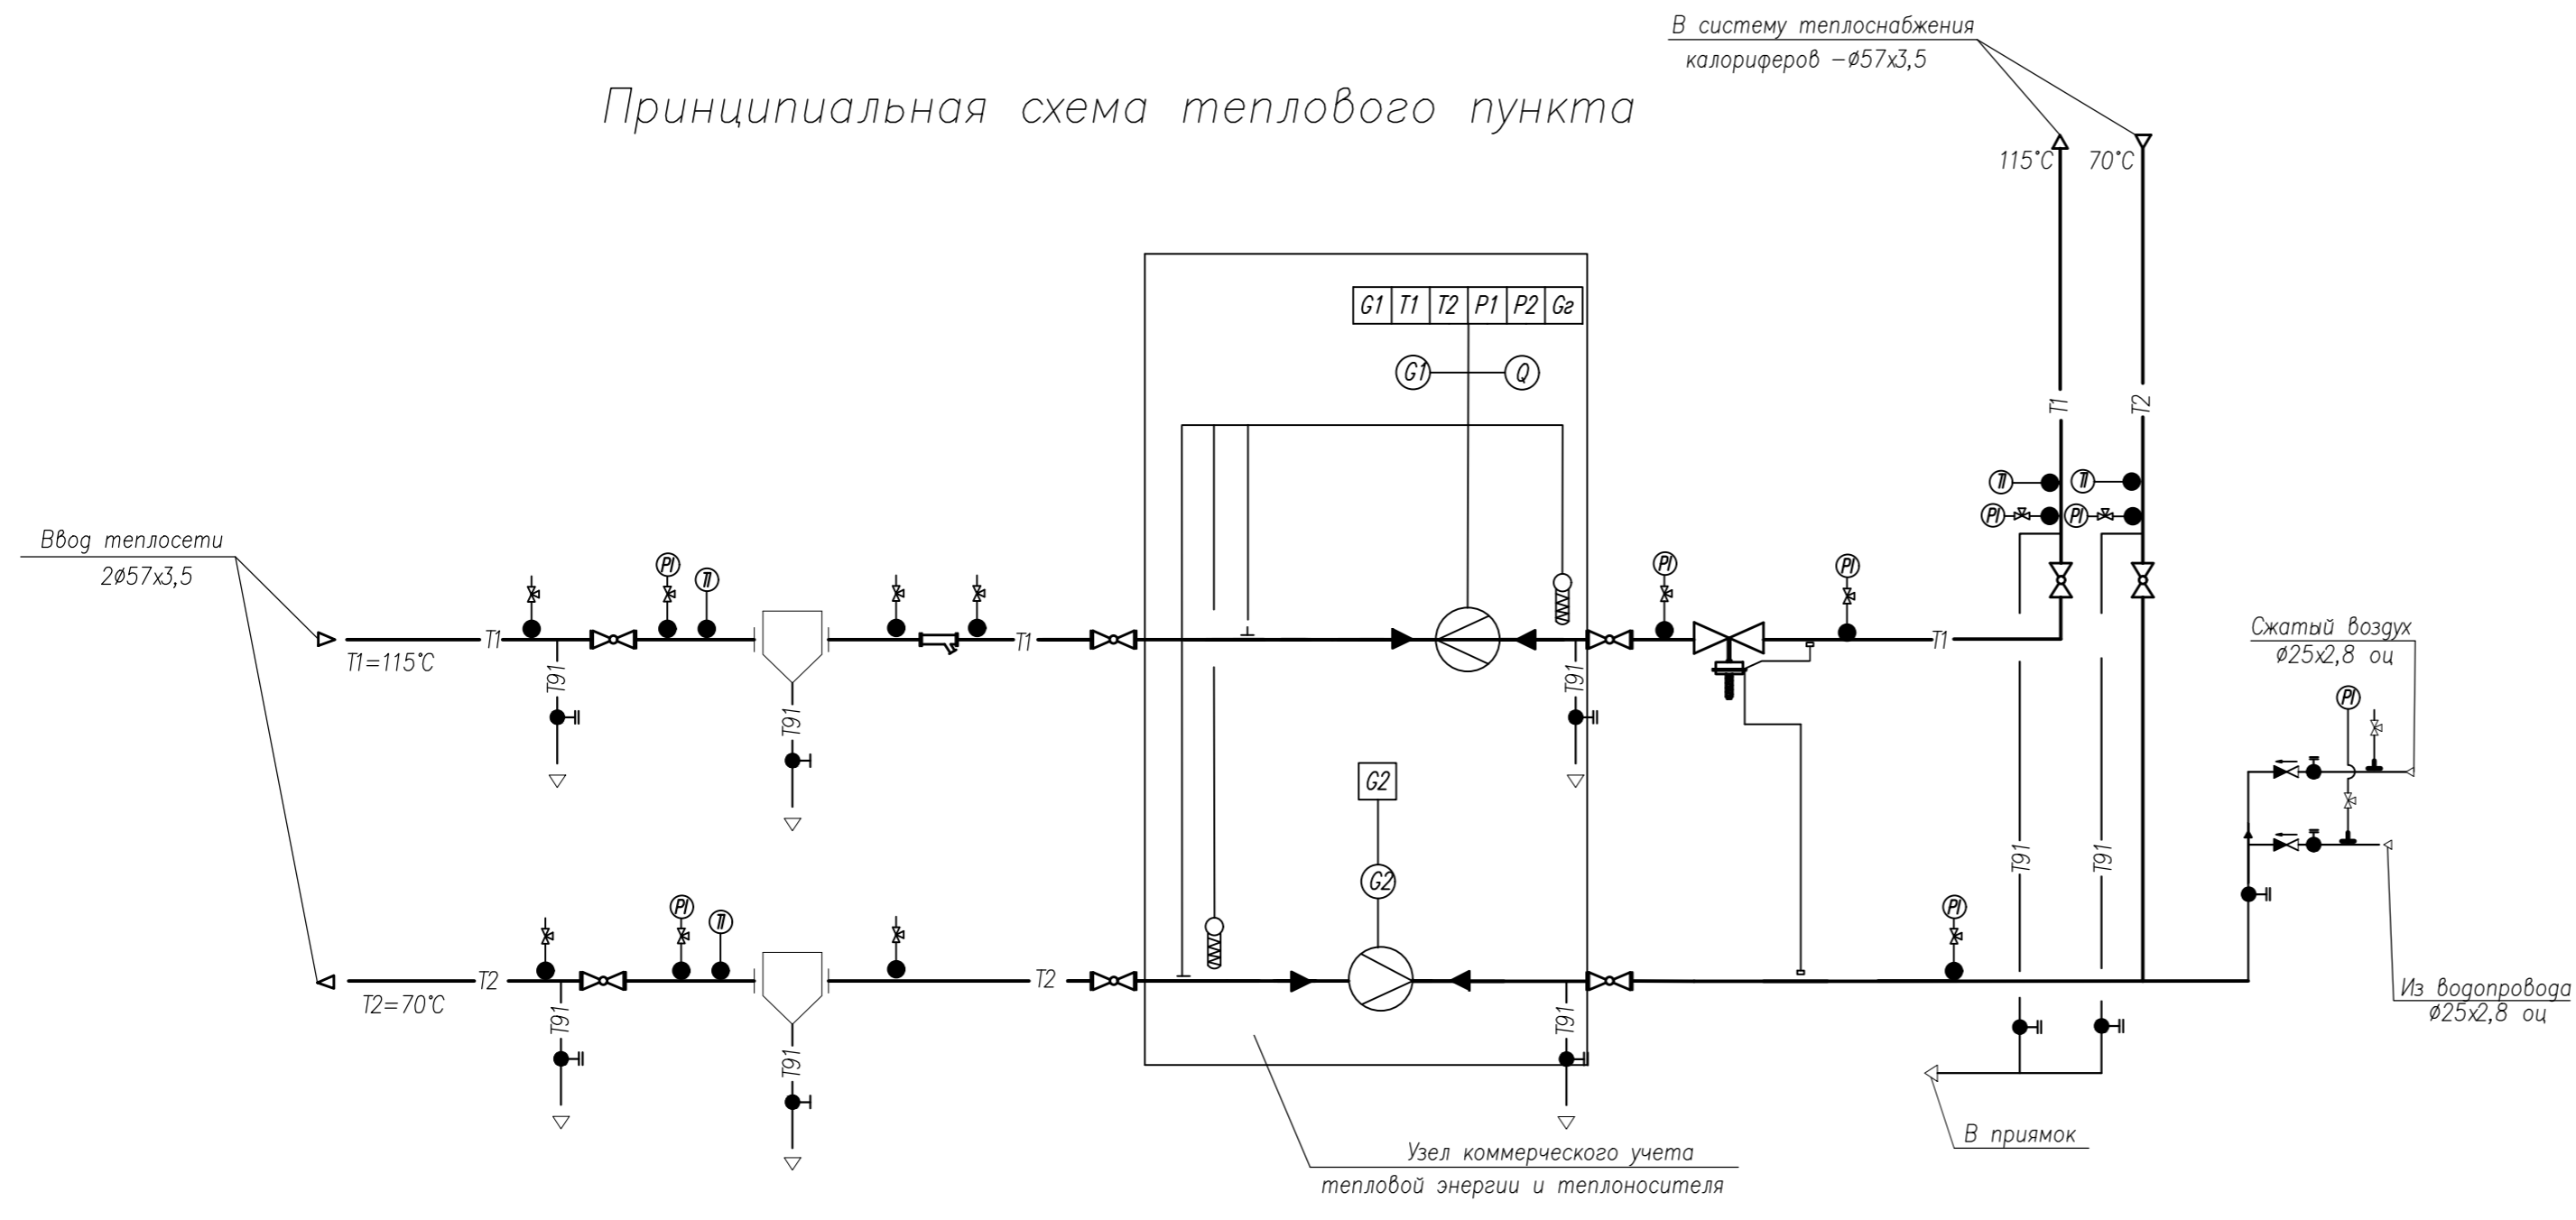 В систему теплоснабжения
калориферов -ø57х3,5
Принципиальная схема теплового пункта
115°С
70°С
G1 T1 T2 P1 P2 Gг
G1
Q
T1
T2
TI
TI
PI
PI
Ввод теплосети
2ø57х3,5
PI
TI
PI
PI
T1
T1
T1
T1=115°С
Сжатый воздух
ø25х2,8 оц
T91
T91
T91
PI
G2
G2
T91
T91
PI
TI
PI
T2
T2
T2=70°С
Из водопровода
ø25х2,8 оц
T91
T91
T91
В приямок
Узел коммерческого учета
тепловой энергии и теплоносителя